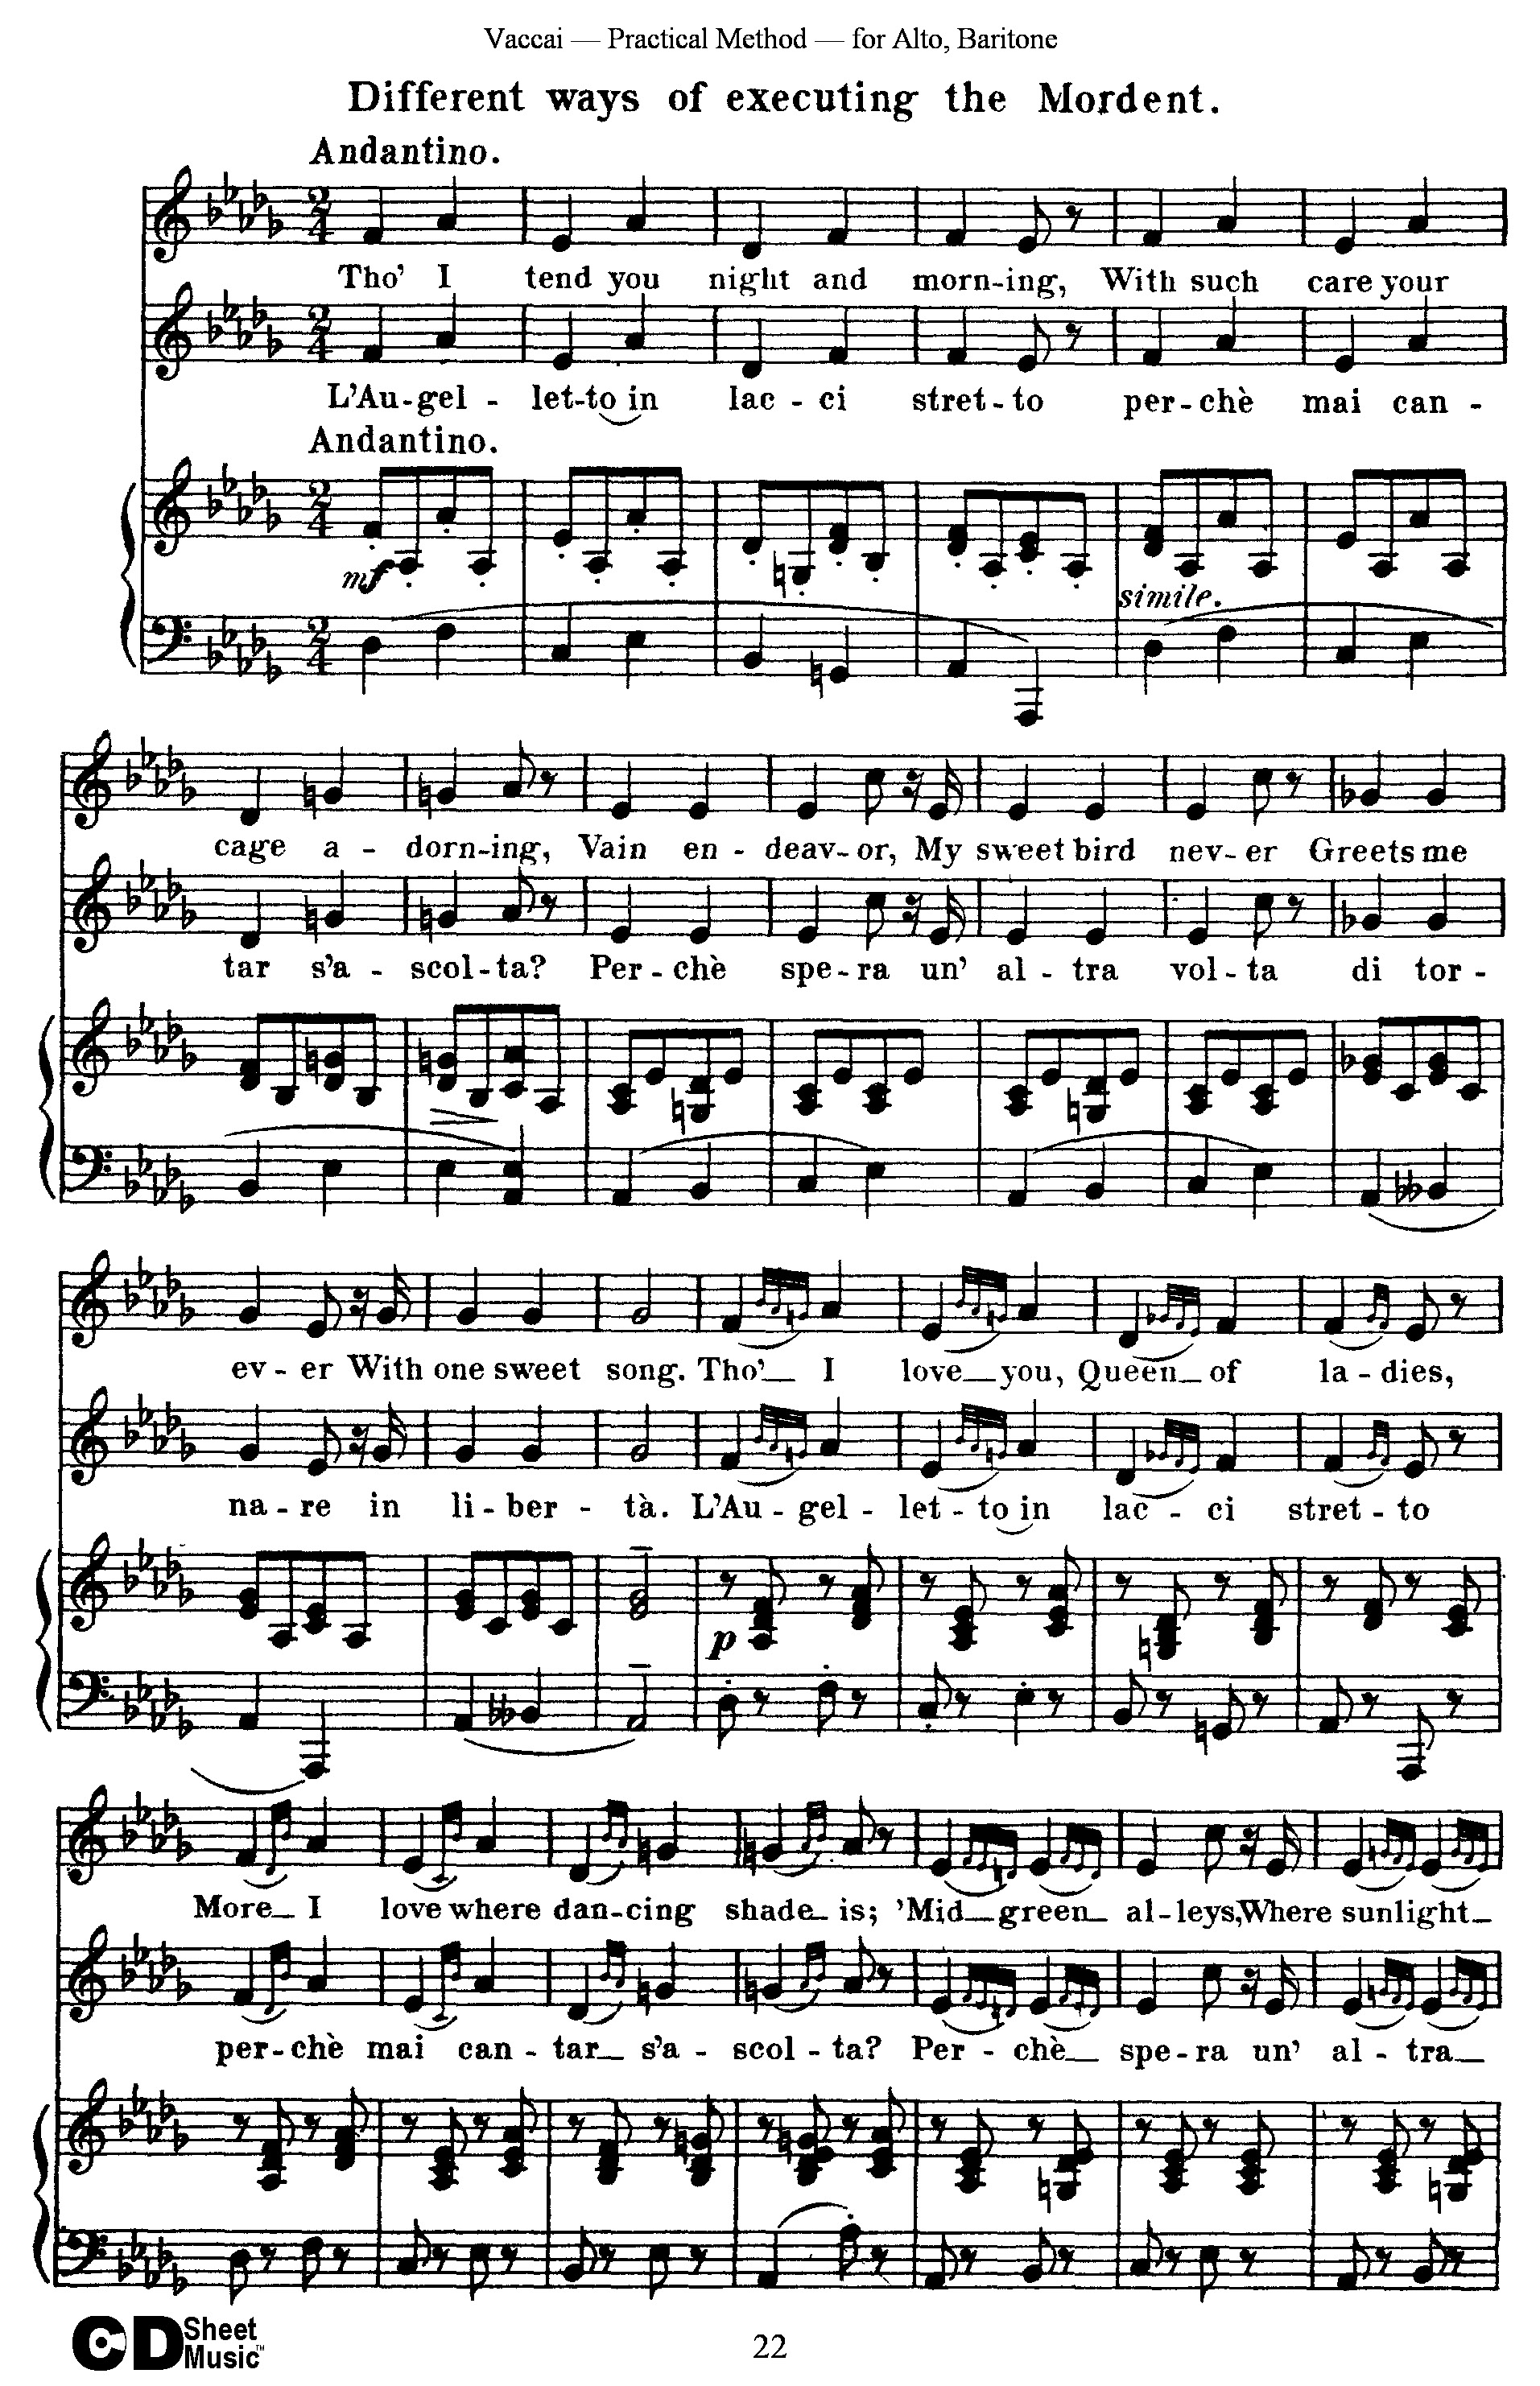 Vaccai — Practical Method — for Alto, Baritone
Different ways of executing the Mordent.
Andantino.
Tho' I tend you night and morn-ing, With such care your
L'Au-gel - let-to in lac - ci stret - to per-chè mai can -
Andantino.
mf
simile.
cage a - dorn-ing, Vain en - deav-or, My sweet bird nev-er Greets me
tar s'a - scol-ta? Per-chè spe-ra un' al-tra vol-ta di tor -
ev - er With one sweet song. Tho' I love you, Queen of la - dies,
na - re in li - ber - tà. L'Au - gel - let - to in lac - ci stret - to
p
More I love where dan-cing shade is; 'Mid green al-leys, Where sunlight
per-chè mai can - tar s'a - scol - ta? Per - chè spe-ra un' al - tra
CD Sheet Music™
22